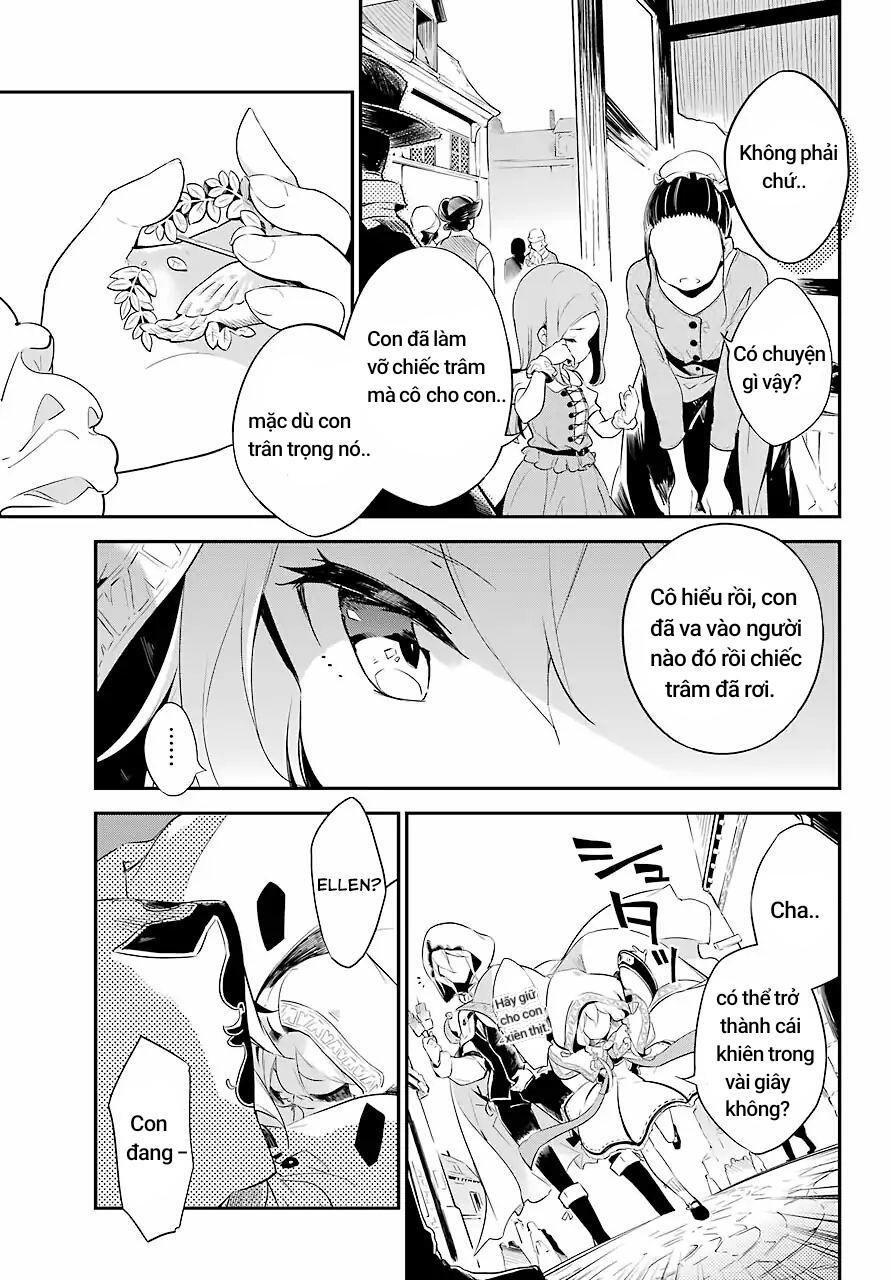 Không phải
chứ..
Có chuyện
gì vậy?
Con đã làm
vỡ chiếc trâm
mà cô cho con..
mặc dù con
trân trọng nó..
Cô hiểu rồi, con
đã va vào người
nào đó rồi chiếc
trâm đã rơi.
......
Cha..
có thể trở
thành cái
khiên trong
vài giây
không?
Hãy giữ
cho con
xiên thịt.
ショタ
ELLEN?
Con
đang –